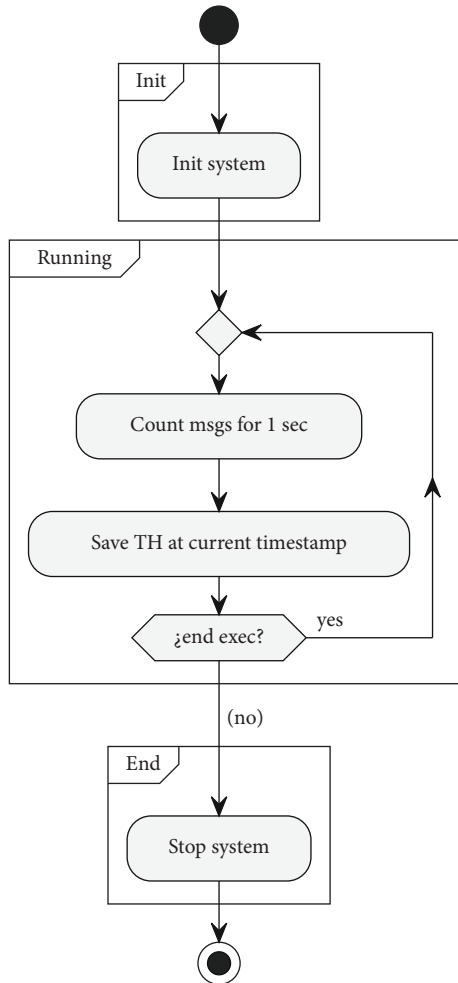 Init
Init system
Running
Count msgs for 1 sec
Save TH at current timestamp
¿end exec?
yes
(no)
End
Stop system